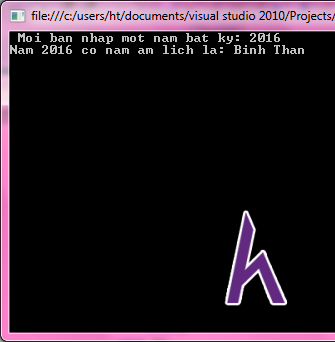 file:///c:/users/ht/documents/visual studio 2010/Projects/
Moi ban nhap mot nam bat ky: 2016
Nam 2016 co nam am lich la: Binh Than